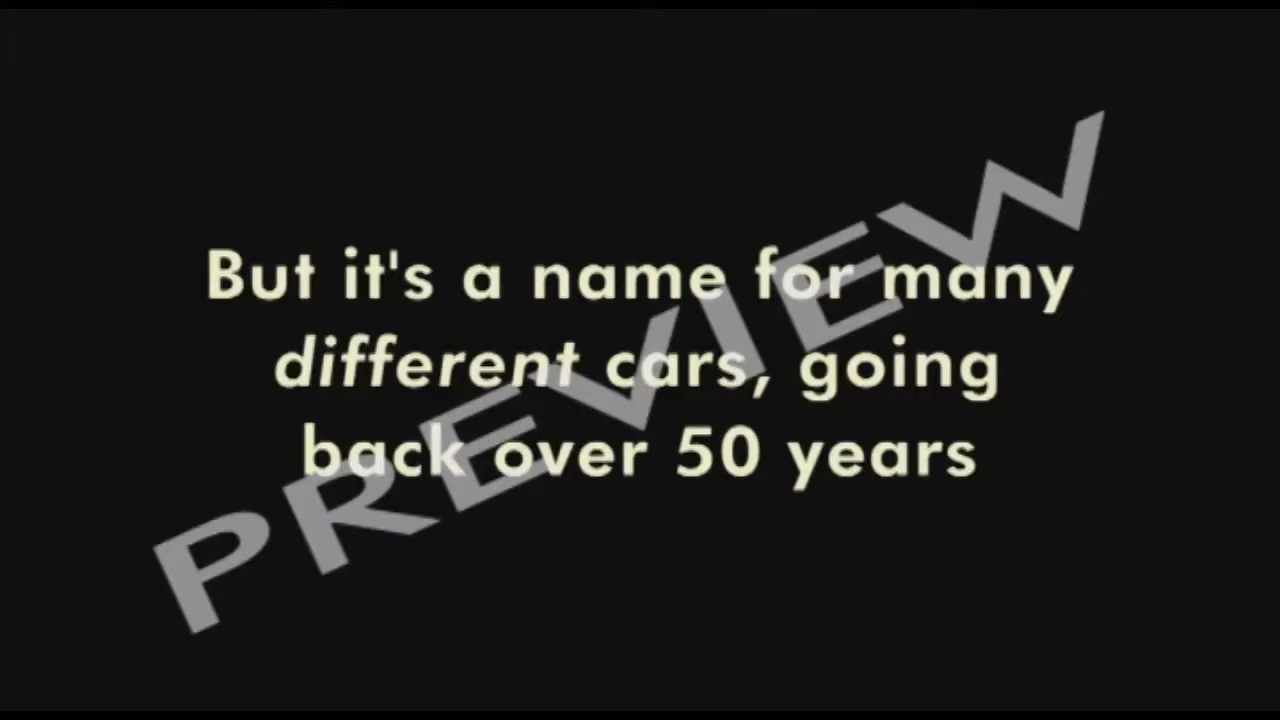 But it's a name for many
different cars, going
back over 50 years
PREVIEW